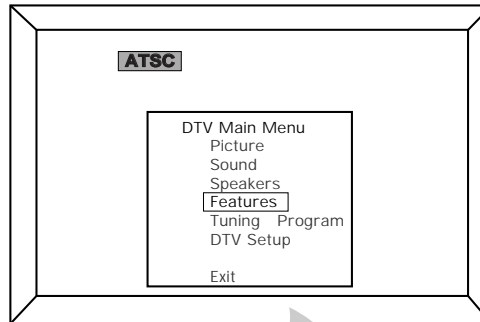 ATSC
DTV Main Menu
Picture
Sound
Speakers
Features
Tuning Program
DTV Setup
Exit